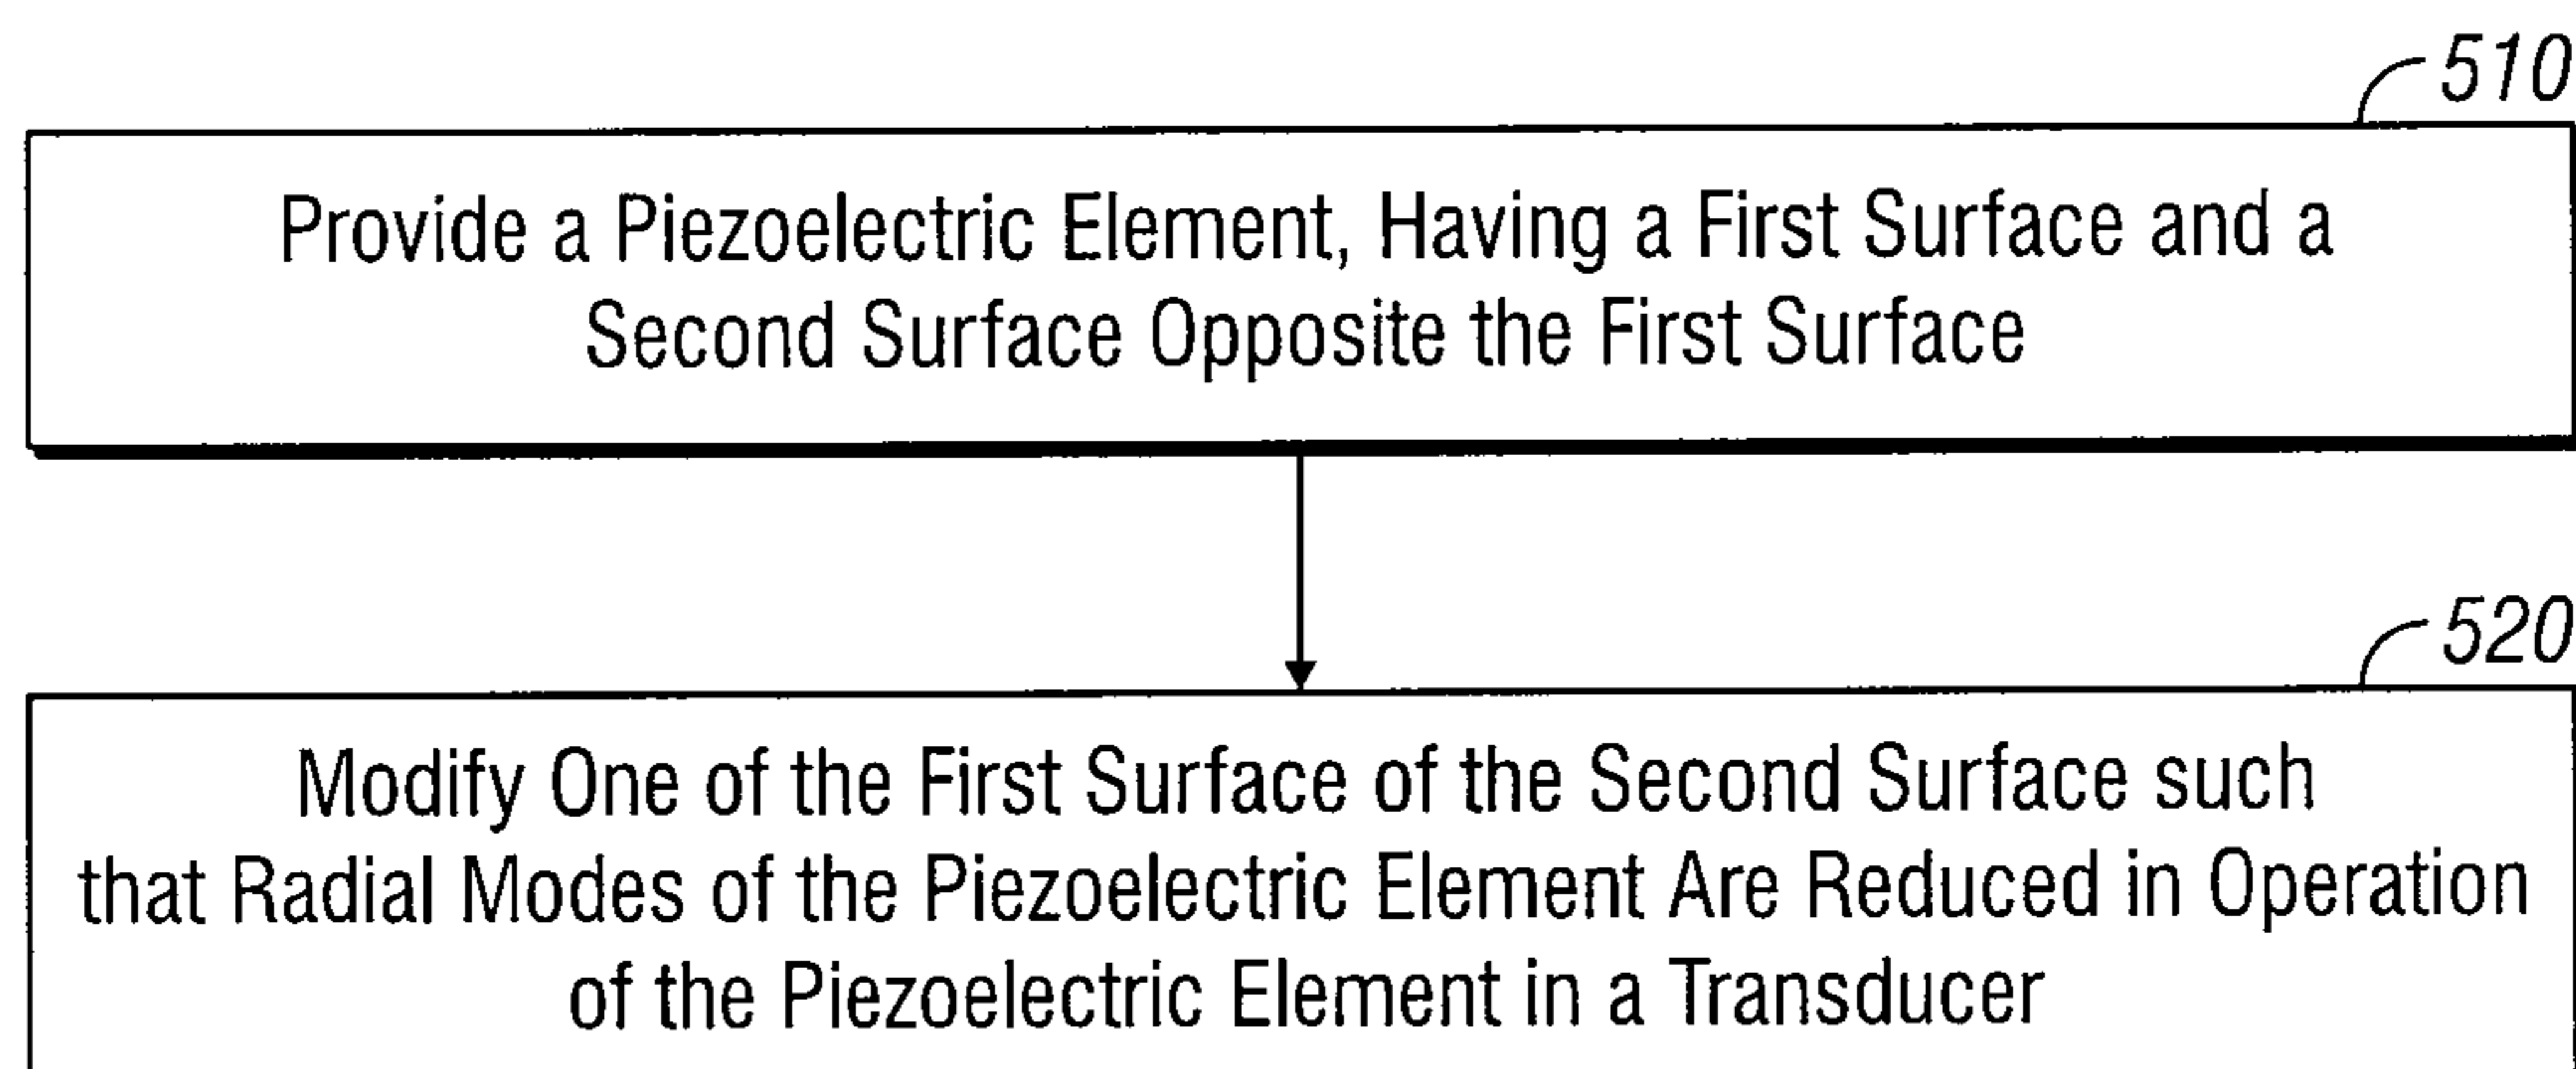 510
Provide a Piezoelectric Element, Having a First Surface and a
Second Surface Opposite the First Surface
520
Modify One of the First Surface of the Second Surface such
that Radial Modes of the Piezoelectric Element Are Reduced in Operation
of the Piezoelectric Element in a Transducer